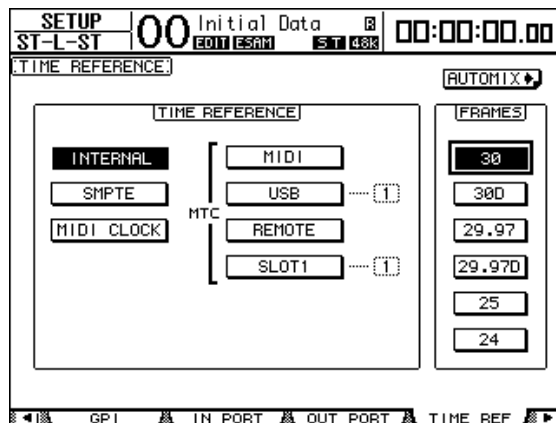 SETUP
ST-L-ST
00 Initial Data R
EDIT ESAM ST 48k
00:00:00.00
TIME REFERENCE
AUTOMIX
TIME REFERENCE
INTERNAL
SMPTE
MIDI CLOCK
MTC
MIDI
USB 1
REMOTE
SLOT1 1
FRAMES
30
30D
29.97
29.97D
25
24
GPI IN PORT OUT PORT TIME REF